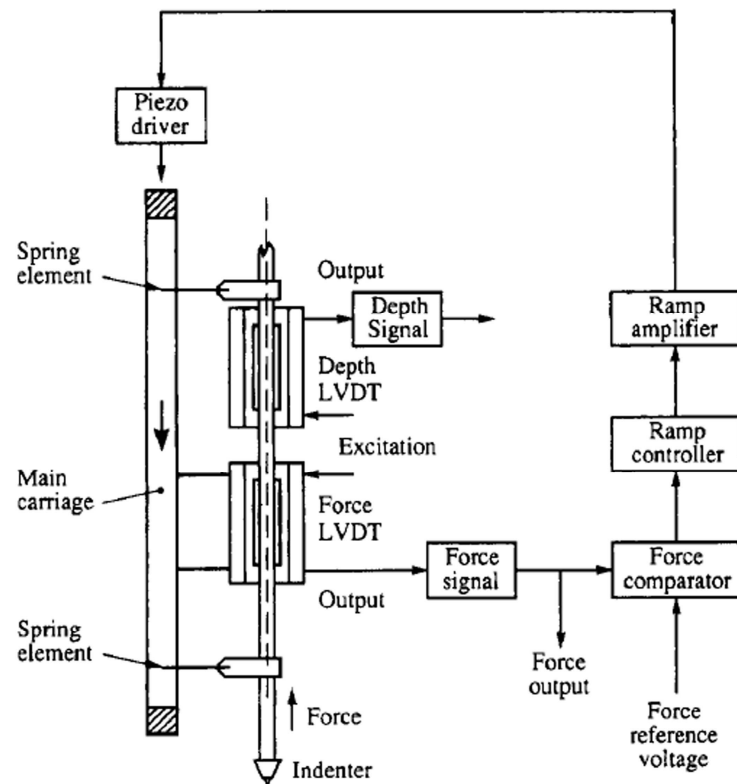 Piezo
driver
Spring
element
Output
Depth
Signal
Ramp
amplifier
Depth
LVDT
Excitation
Ramp
controller
Main
carriage
Force
LVDT
Force
signal
Force
comparator
Output
Spring
element
Force
output
Force
Force
reference
voltage
Indenter